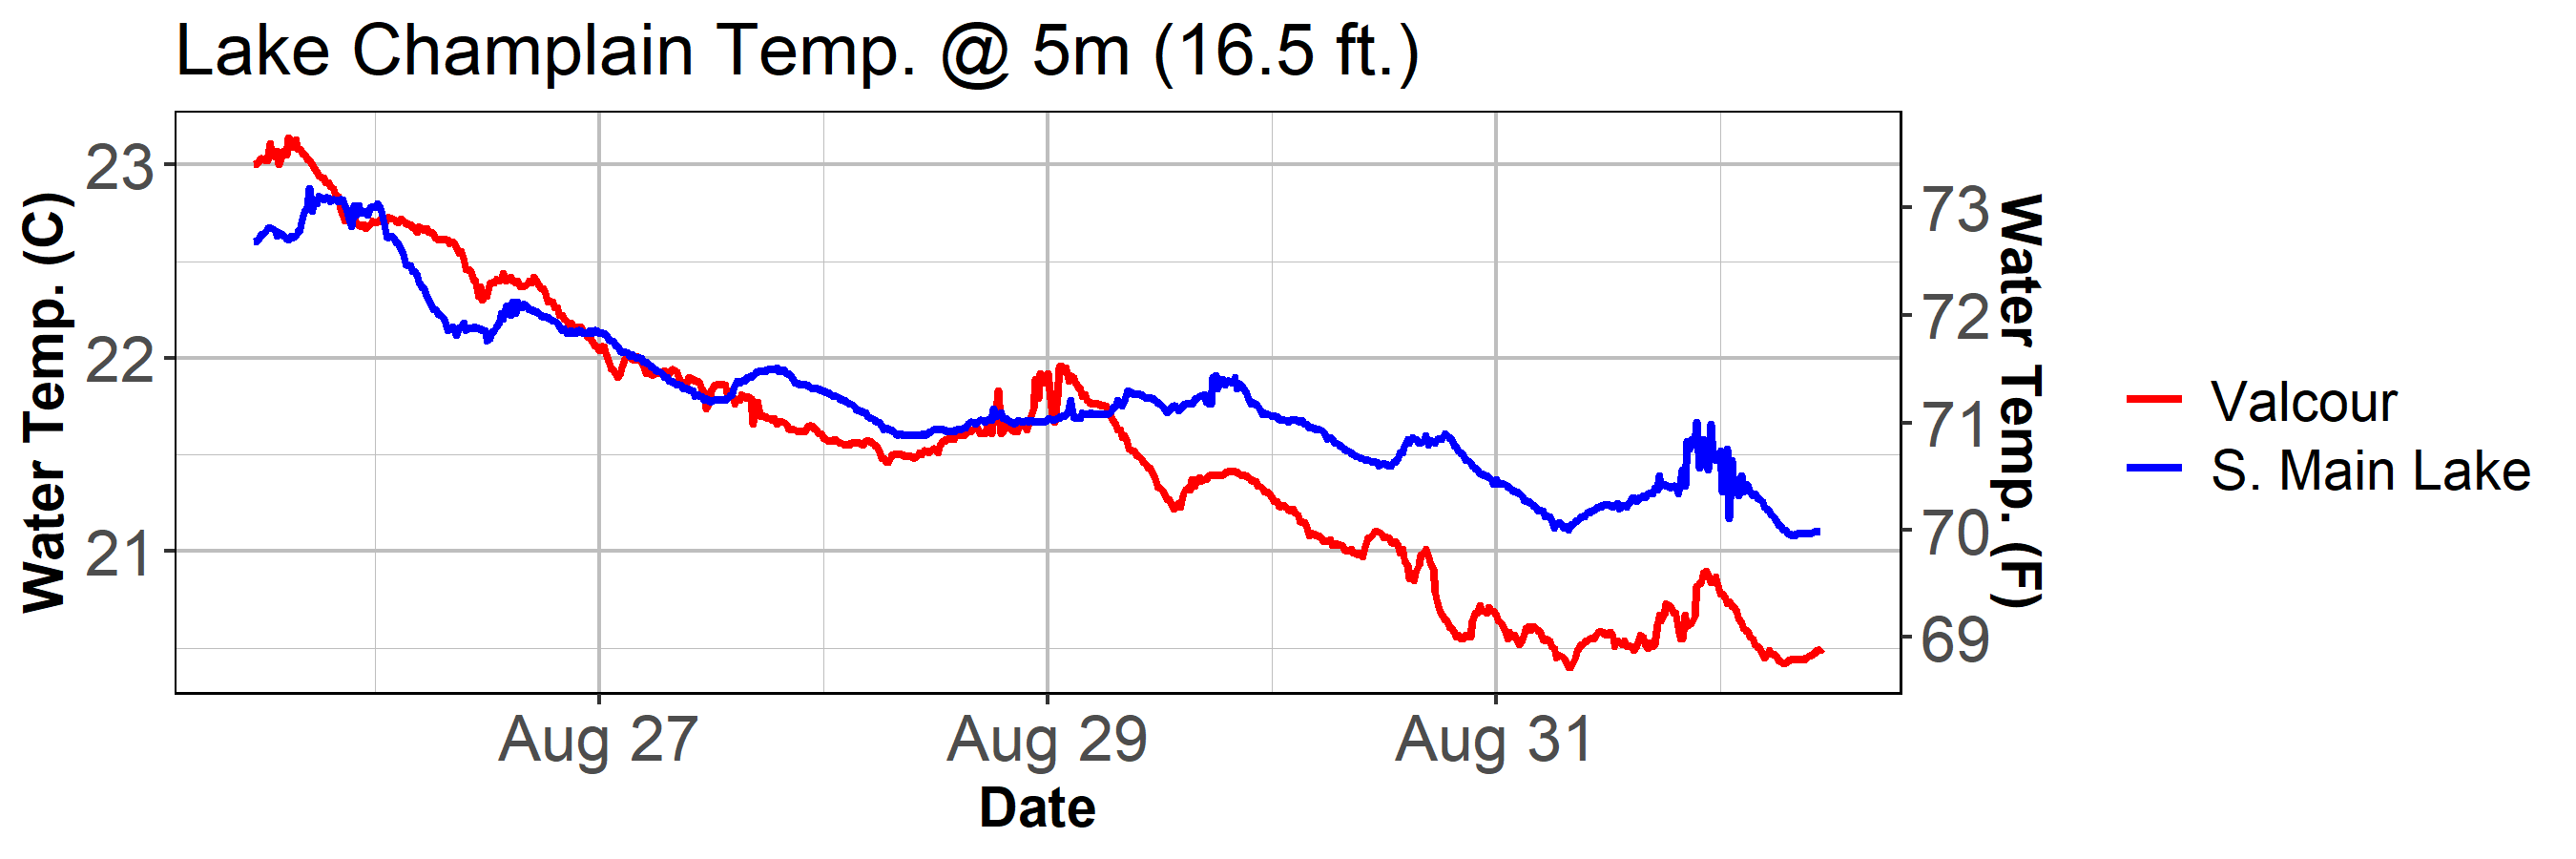 Lake Champlain Temp. @ 5m (16.5 ft.)
Water Temp. (C)
23
22
21
73
72
71
70
69
Water Temp. (F)
Aug 27
Aug 29
Aug 31
Date
Valcour
S. Main Lake